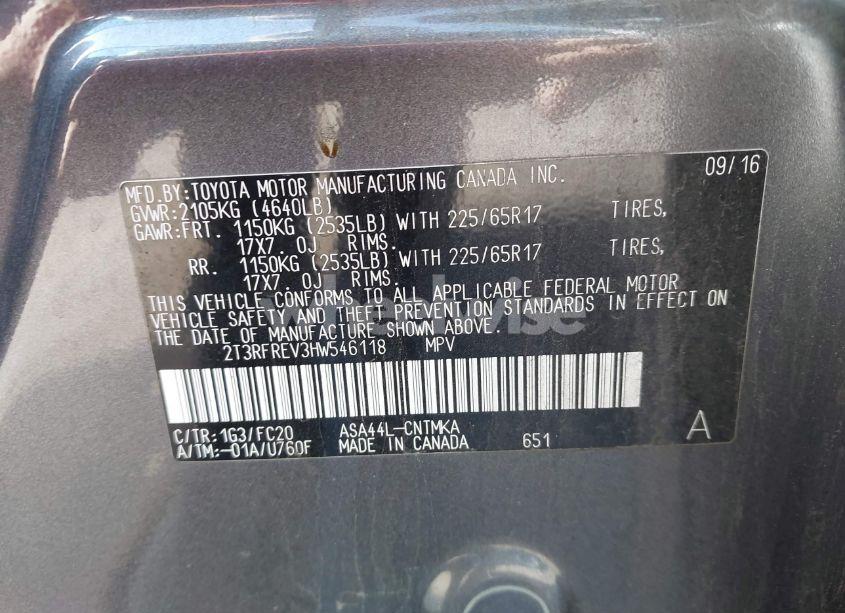 MFD.BY:TOYOTA MOTOR MANUFACTURING CANADA INC. 09/16
GVWR:2105KG (4640LB)
GAWR:FRT. 1150KG (2535LB) WITH 225/65R17 TIRES,
17X7.0J RIMS.
RR. 1150KG (2535LB) WITH 225/65R17 TIRES,
17X7.0J RIMS.
THIS VEHICLE CONFORMS TO ALL APPLICABLE FEDERAL MOTOR
VEHICLE SAFETY AND THEFT PREVENTION STANDARDS IN EFFECT ON
THE DATE OF MANUFACTURE SHOWN ABOVE.
2T3RFREV3HW546118 MPV
C/TR:1G3/FC20 ASA44L-CNTMKA
A/TM:-01A/U760F MADE IN CANADA 651 A
wheelwise